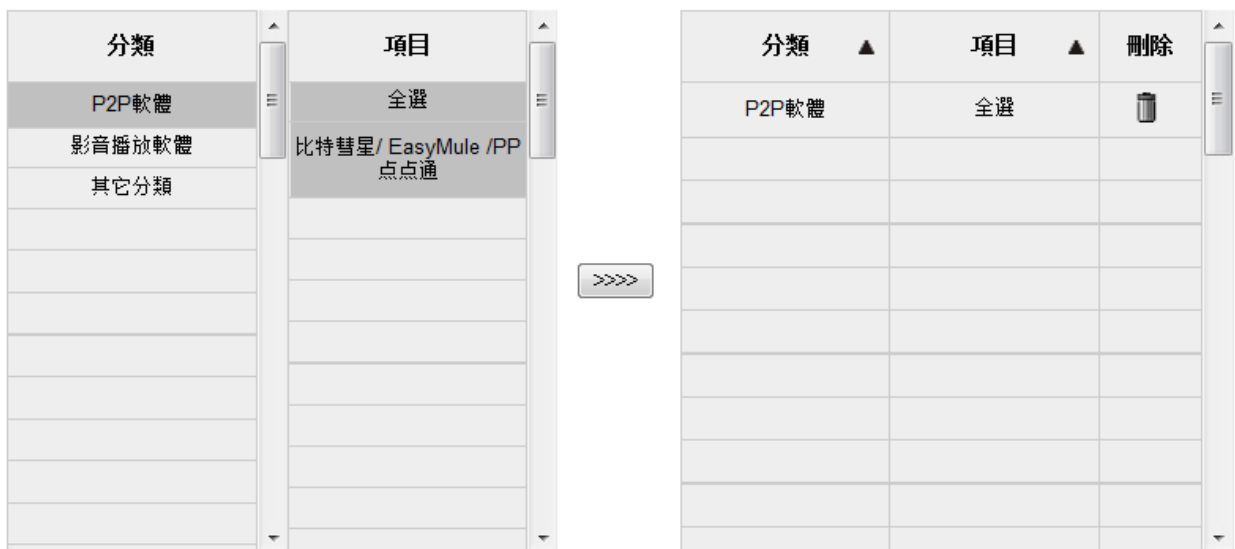 分類
項目
P2P軟體
全選
影音播放軟體
比特彗星/ EasyMule /PP
点点通
其它分類
>>>>
分類 ▲
項目 ▲
刪除
P2P軟體
全選